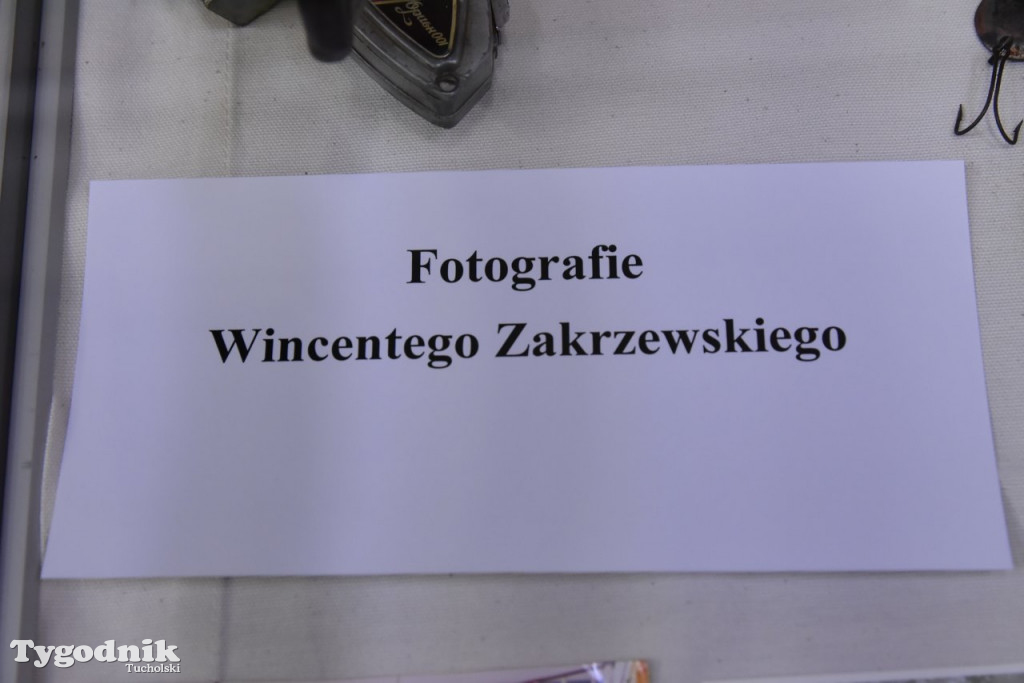 Fotografie
Wincentego Zakrzewskiego
Tygodnik
Tucholski